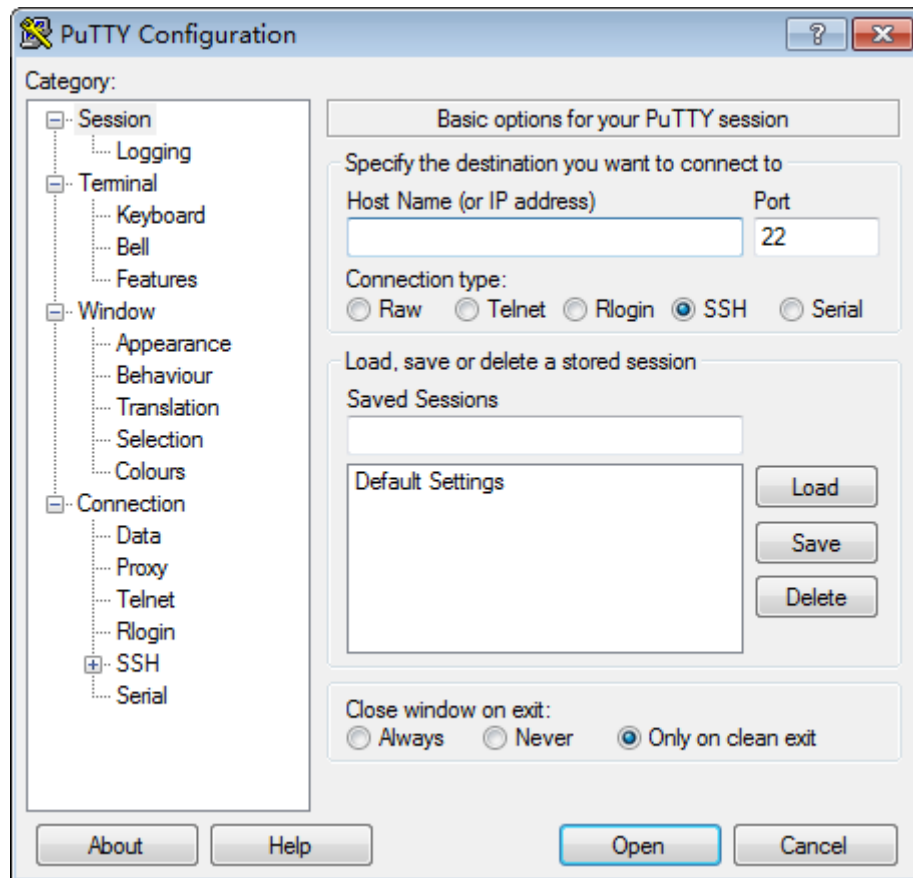 PuTTY Configuration
Category:
Session
Logging
Terminal
Keyboard
Bell
Features
Window
Appearance
Behaviour
Translation
Selection
Colours
Connection
Data
Proxy
Telnet
Rlogin
SSH
Serial
Basic options for your PuTTY session
Specify the destination you want to connect to
Host Name (or IP address) Port
22
Connection type:
Raw Telnet Rlogin SSH Serial
Load, save or delete a stored session
Saved Sessions
Default Settings
Load
Save
Delete
Close window on exit:
Always Never Only on clean exit
About Help Open Cancel